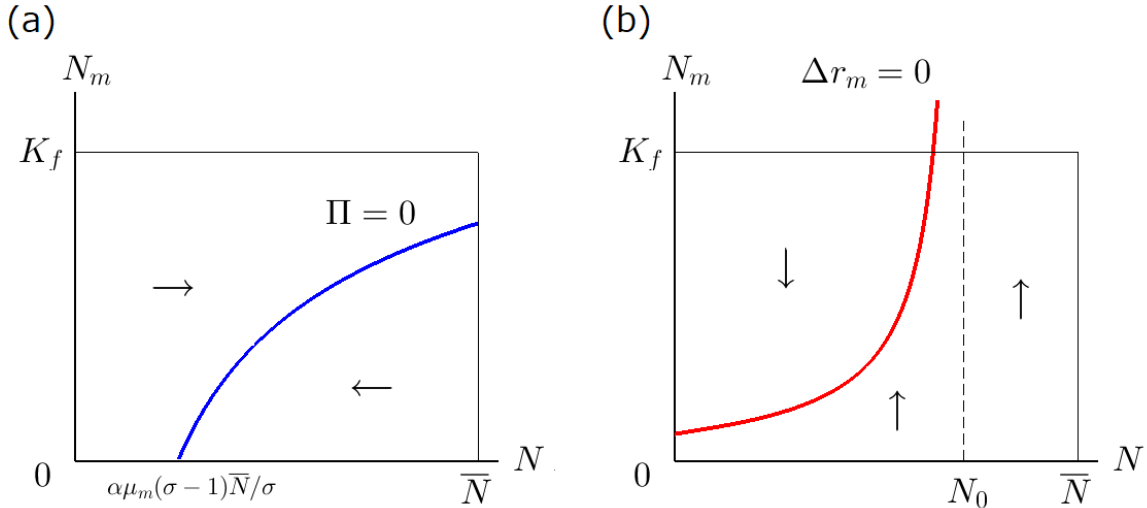 (a)
N_m
K_f
Π = 0
→
←
0
αμ_m(σ − 1)N̅/σ
N̅
N
(b)
N_m
Δr_m = 0
K_f
↓
↑
↑
0
N_0
N̅
N